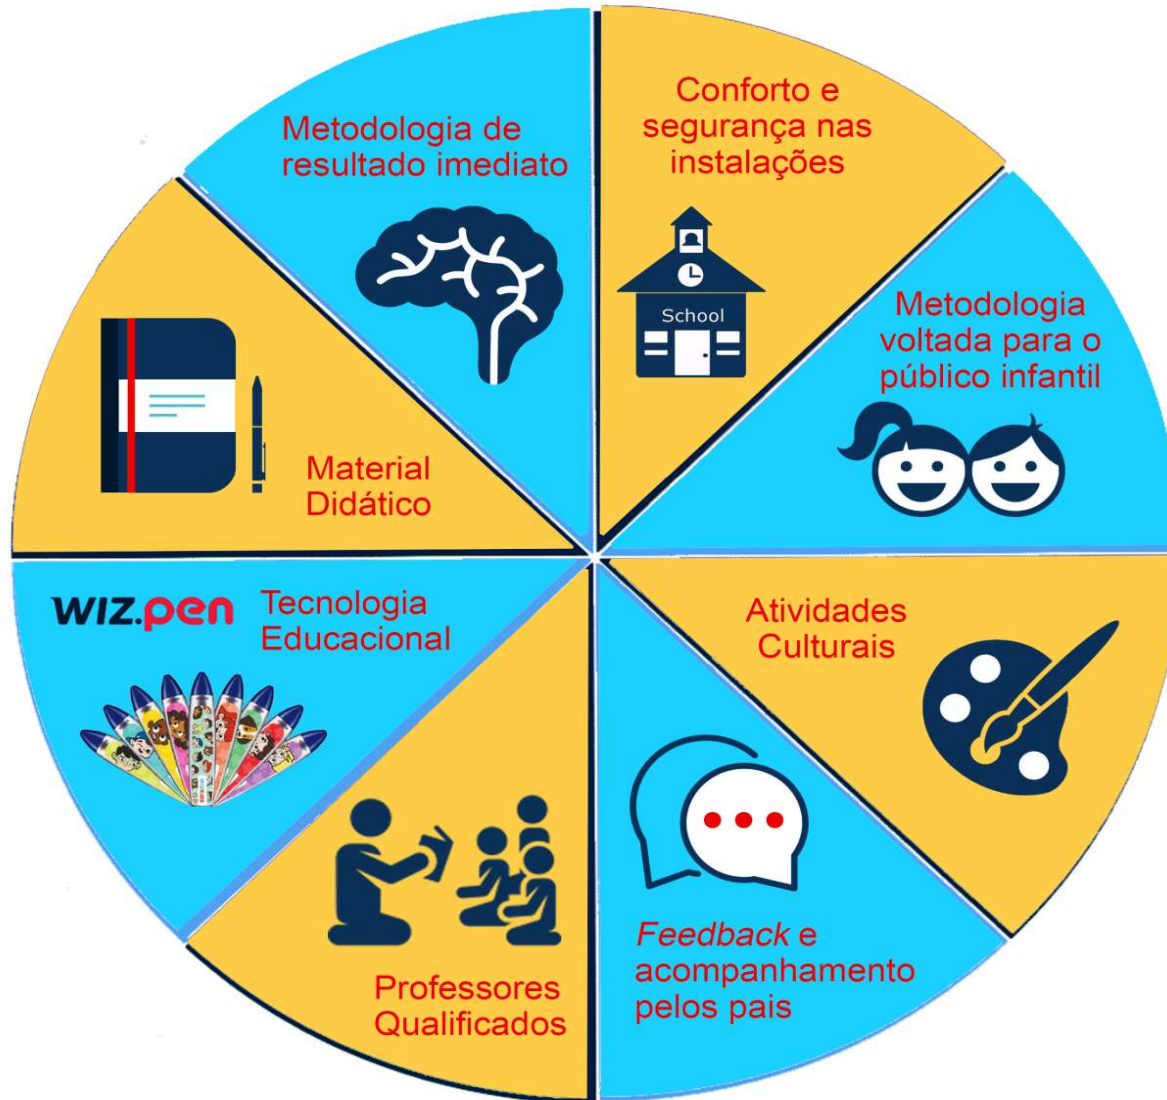 Metodologia de
resultado imediato
Conforto e
segurança nas
instalações
School
Metodologia
voltada para o
público infantil
Material
Didático
wiz.pen
Tecnologia
Educacional
Atividades
Culturais
Professores
Qualificados
Feedback e
acompanhamento
pelos pais